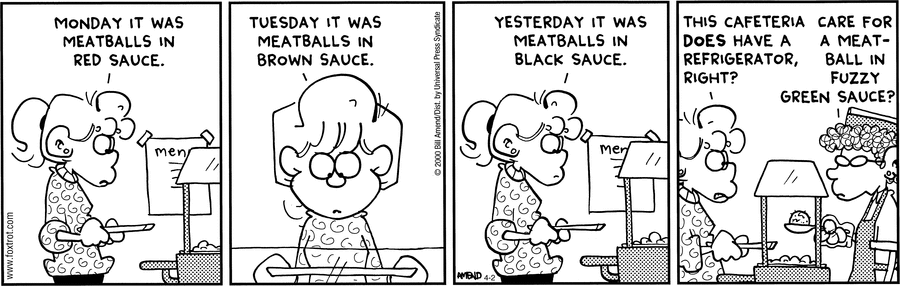 MONDAY IT WAS
MEATBALLS IN
RED SAUCE.
menu
www.foxtrot.com
TUESDAY IT WAS
MEATBALLS IN
BROWN SAUCE.
© 2000 Bill Amend/Dist. by Universal Press Syndicate
YESTERDAY IT WAS
MEATBALLS IN
BLACK SAUCE.
men
AMEND 4-2
THIS CAFETERIA
DOES HAVE A
REFRIGERATOR,
RIGHT?
CARE FOR
A MEAT-
BALL IN
FUZZY
GREEN SAUCE?